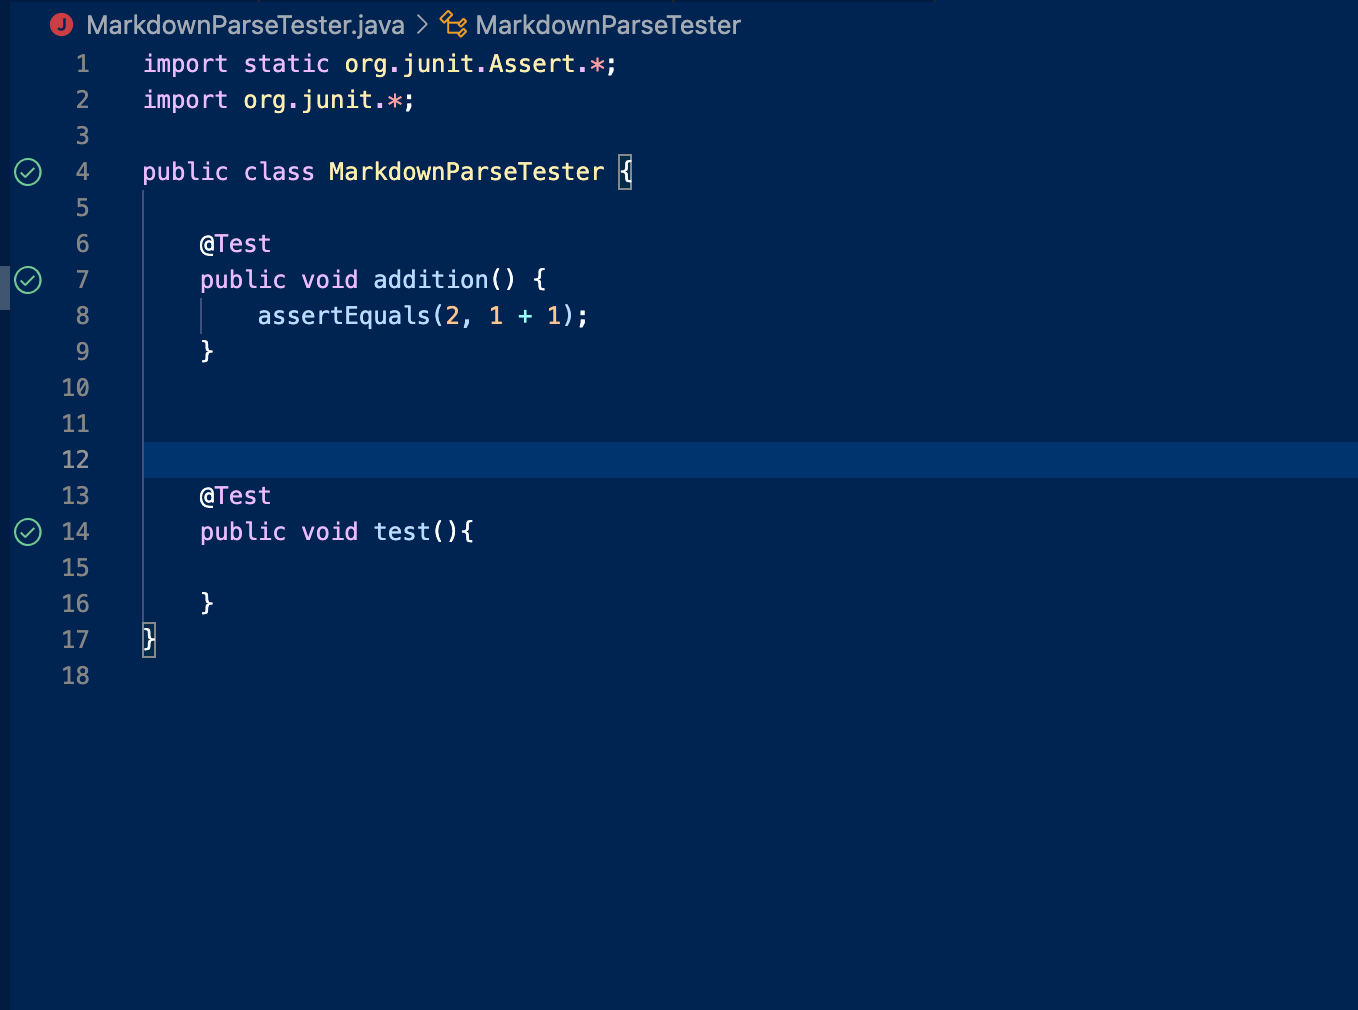 J MarkdownParseTester.java > MarkdownParseTester
1 import static org.junit.Assert.*;
2 import org.junit.*;
3
4 public class MarkdownParseTester {
5
6     @Test
7     public void addition() {
8         assertEquals(2, 1 + 1);
9     }
10
11
12
13     @Test
14     public void test(){
15
16     }
17 }
18